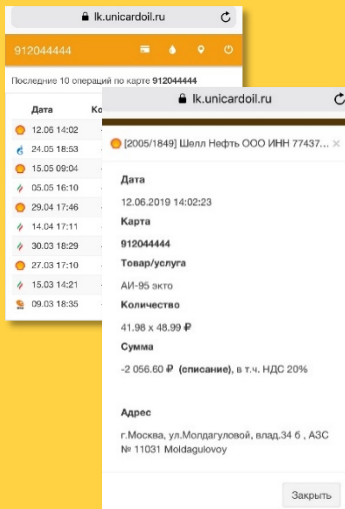 lk.unicardoil.ru
912044444
Последние 10 операций по карте 912044444
Дата
12.06 14:02
24.05 18:53
15.05 09:04
05.05 16:10
29.04 17:46
14.04 17:11
30.03 18:29
27.03 17:10
15.03 14:21
09.03 18:35
lk.unicardoil.ru
[2005/1849] Шелл Нефть ООО ИНН 77437...
Дата
12.06.2019 14:02:23
Карта
912044444
Товар/услуга
АИ-95 экто
Количество
41.98 x 48.99 ₽
Сумма
-2 056.60 ₽ (списание), в т.ч. НДС 20%
Адрес
г.Москва, ул.Молдагуловой, влад.34 б , АЗС
№ 11031 Moldagulovoy
Закрыть